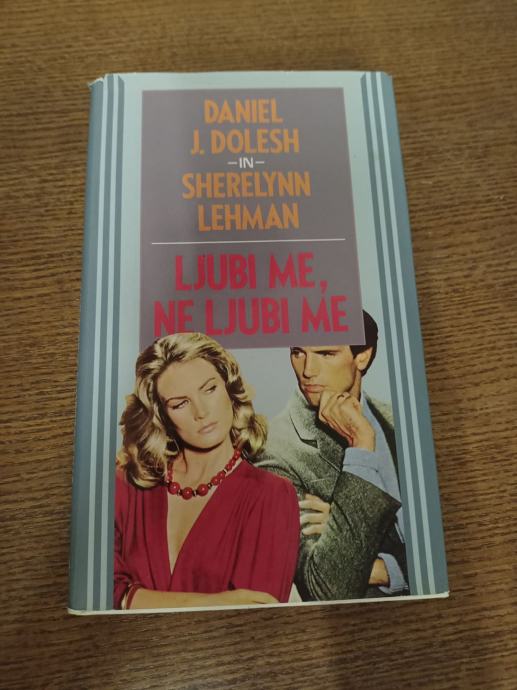 DANIEL
J. DOLESH
– IN –
SHERELYNN
LEHMAN
LJUBI ME,
NE LJUBI ME